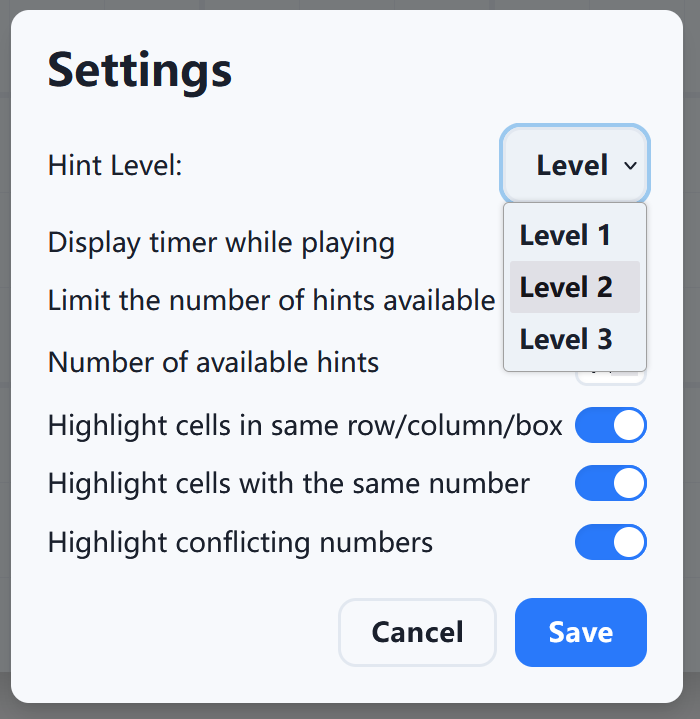 Settings
Hint Level:
Level
Display timer while playing
Level 1
Limit the number of hints available
Level 2
Number of available hints
Level 3
Highlight cells in same row/column/box
Highlight cells with the same number
Highlight conflicting numbers
Cancel
Save